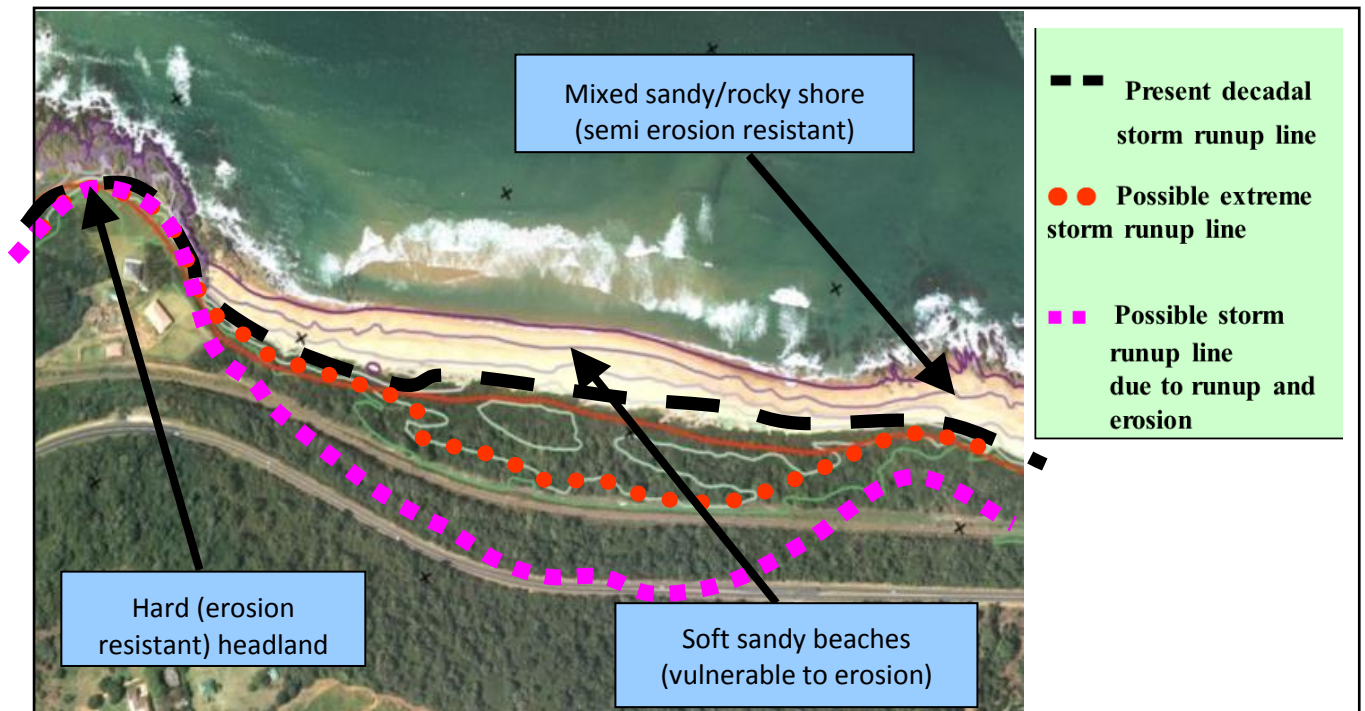 Mixed sandy/rocky shore
(semi erosion resistant)
Hard (erosion
resistant) headland
Soft sandy beaches
(vulnerable to erosion)
Present decadal
storm runup line
Possible extreme
storm runup line
Possible storm
runup line
due to runup and
erosion